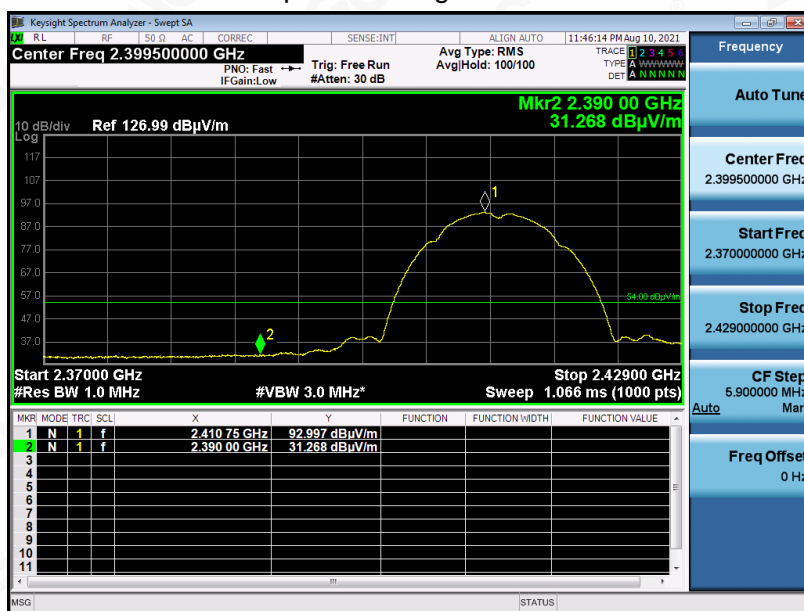 Keysight Spectrum Analyzer - Swept SA
LXI RL RF 50 Ω AC CORREC SENSE:INT ALIGN AUTO 11:46:14 PM Aug 10, 2021
Center Freq 2.399500000 GHz
PNO: Fast
IFGain:Low
Trig: Free Run
#Atten: 30 dB
Avg Type: RMS
Avg|Hold: 100/100
TRACE 1 2 3 4 5 6
TYPE A WWWWW
DET A N N N N N
Mkr2 2.390 00 GHz
31.268 dBµV/m
10 dB/div Ref 126.99 dBµV/m
Log
117
107
97.0
87.0
77.0
67.0
57.0
47.0
37.0
1
54.00 dBµV/m
2
Start 2.37000 GHz Stop 2.42900 GHz
#Res BW 1.0 MHz #VBW 3.0 MHz* Sweep 1.066 ms (1000 pts)
MKR MODE TRC SCL X Y FUNCTION FUNCTION WIDTH FUNCTION VALUE
1 N 1 f 2.410 75 GHz 92.997 dBµV/m
2 N 1 f 2.390 00 GHz 31.268 dBµV/m
3
4
5
6
7
8
9
10
11
MSG STATUS
Frequency
Auto Tune
Center Freq
2.399500000 GHz
Start Freq
2.370000000 GHz
Stop Freq
2.429000000 GHz
CF Step
5.900000 MHz
Auto Man
Freq Offset
0 Hz